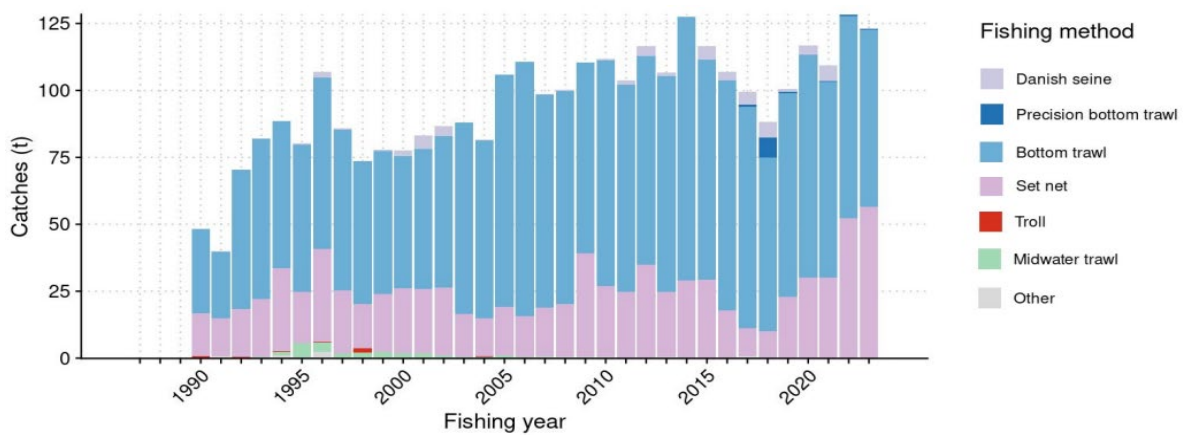 125
100
75
50
25
0
Catches (t)
1990
1995
2000
2005
2010
2015
2020
Fishing year
Fishing method
Danish seine
Precision bottom trawl
Bottom trawl
Set net
Troll
Midwater trawl
Other